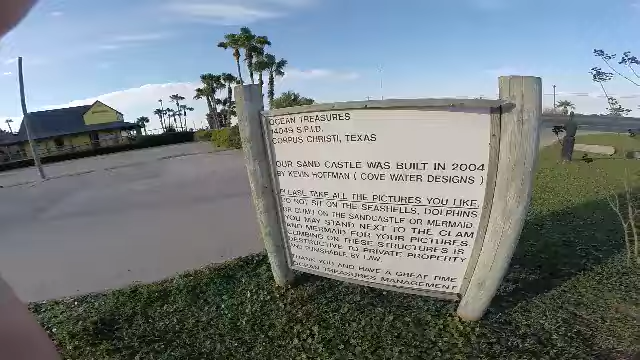 OCEAN TREASURES
14049 S.P.I.D.
CORPUS CHRISTI, TEXAS
OUR SAND CASTLE WAS BUILT IN 2004
BY KEVIN HOFFMAN ( COVE WATER DESIGNS )
PLEASE TAKE ALL THE PICTURES YOU LIKE.
DO NOT SIT ON THE SEASHELLS, DOLPHINS
OR CLIMB ON THE SANDCASTLE OR MERMAID.
YOU MAY STAND NEXT TO THE CLAM
AND MERMAID FOR YOUR PICTURES.
CLIMBING ON THESE STRUCTURES IS
DESTRUCTIVE TO PRIVATE PROPERTY
AND PUNISHABLE BY LAW.
THANK YOU AND HAVE A GREAT TIME
OCEAN TREASURES MANAGEMENT